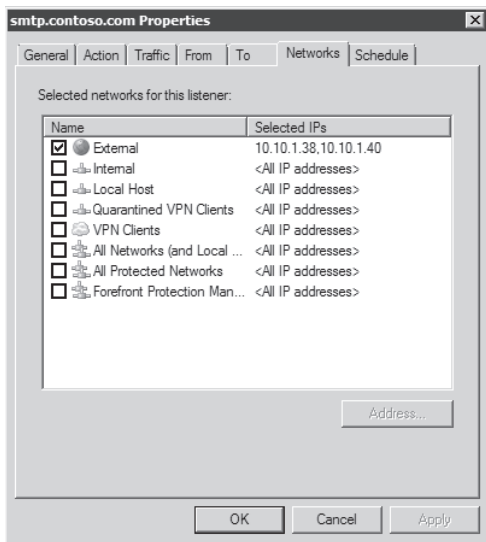 smtp.contoso.com Properties
General Action Traffic From To Networks Schedule
Selected networks for this listener:
Name Selected IPs
External 10.10.1.38,10.10.1.40
Internal <All IP addresses>
Local Host <All IP addresses>
Quarantined VPN Clients <All IP addresses>
VPN Clients <All IP addresses>
All Networks (and Local ... <All IP addresses>
All Protected Networks <All IP addresses>
Forefront Protection Man... <All IP addresses>
Address...
OK Cancel Apply